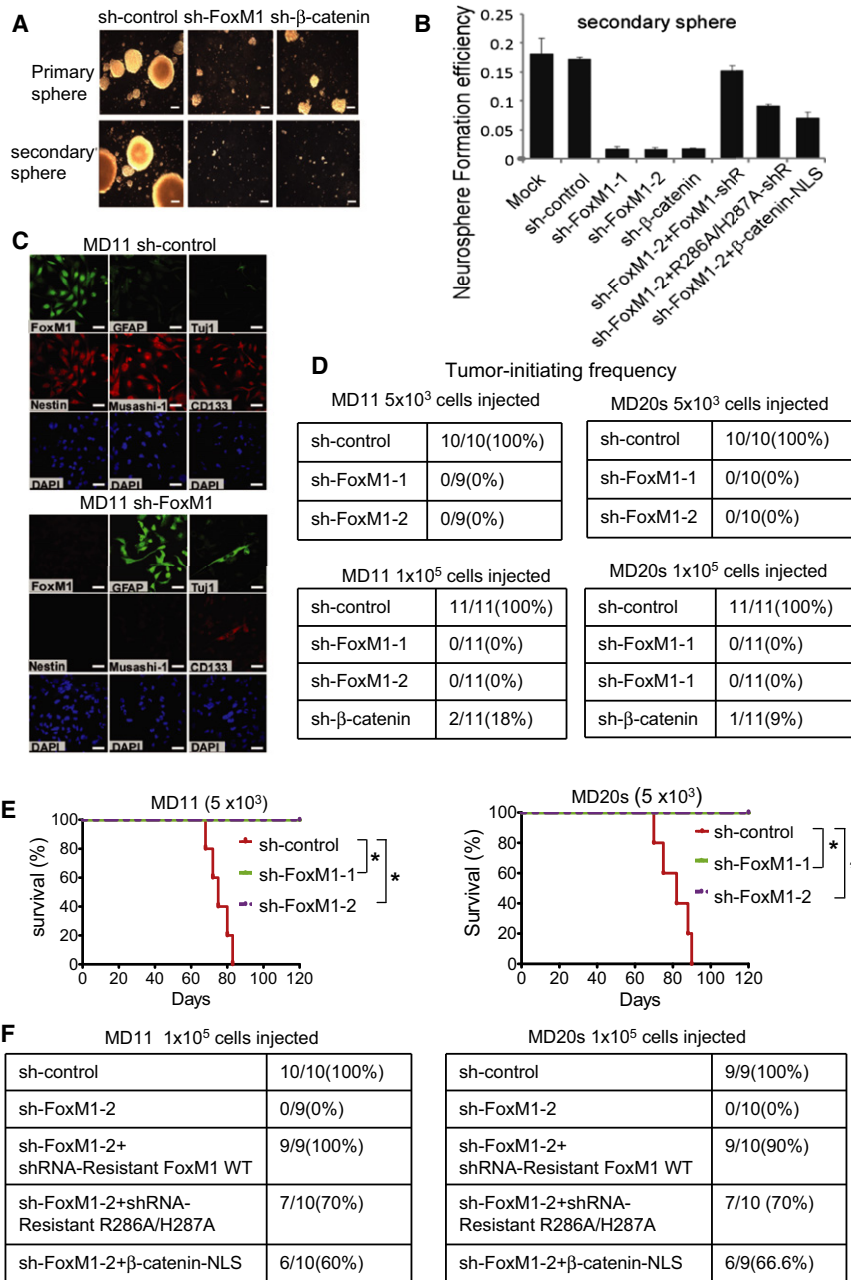 A
sh-control sh-FoxM1 sh-β-catenin
Primary
sphere
secondary
sphere
B
secondary sphere
Neurosphere Formation efficiency
0.25
0.2
0.15
0.1
0.05
0
Mock
sh-control
sh-FoxM1-1
sh-FoxM1-2
sh-β-catenin
sh-FoxM1-2+FoxM1-shR
sh-FoxM1-2+R286A/H287A-shR
sh-FoxM1-2+β-catenin-NLS
C
MD11 sh-control
FoxM1 GFAP Tuj1
Nestin Musashi-1 CD133
DAPI DAPI DAPI
MD11 sh-FoxM1
FoxM1 GFAP Tuj1
Nestin Musashi-1 CD133
DAPI DAPI DAPI
D
Tumor-initiating frequency
MD11 5x10³ cells injected
sh-control 10/10(100%)
sh-FoxM1-1 0/9(0%)
sh-FoxM1-2 0/9(0%)
MD20s 5x10³ cells injected
sh-control 10/10(100%)
sh-FoxM1-1 0/10(0%)
sh-FoxM1-2 0/10(0%)
MD11 1x10⁵ cells injected
sh-control 11/11(100%)
sh-FoxM1-1 0/11(0%)
sh-FoxM1-2 0/11(0%)
sh-β-catenin 2/11(18%)
MD20s 1x10⁵ cells injected
sh-control 11/11(100%)
sh-FoxM1-1 0/11(0%)
sh-FoxM1-1 0/11(0%)
sh-β-catenin 1/11(9%)
E
MD11 (5 x10³)
survival (%)
100
80
60
40
20
0
0 20 40 60 80 100 120
Days
sh-control
sh-FoxM1-1 *
sh-FoxM1-2 *
MD20s (5 x10³)
Survival (%)
100
80
60
40
20
0
0 20 40 60 80 100 120
Days
sh-control
sh-FoxM1-1 *
sh-FoxM1-2
F
MD11 1x10⁵ cells injected
sh-control 10/10(100%)
sh-FoxM1-2 0/9(0%)
sh-FoxM1-2+ 9/9(100%)
shRNA-Resistant FoxM1 WT
sh-FoxM1-2+shRNA- 7/10(70%)
Resistant R286A/H287A
sh-FoxM1-2+β-catenin-NLS 6/10(60%)
MD20s 1x10⁵ cells injected
sh-control 9/9(100%)
sh-FoxM1-2 0/10(0%)
sh-FoxM1-2+ 9/10(90%)
shRNA-Resistant FoxM1 WT
sh-FoxM1-2+shRNA- 7/10 (70%)
Resistant R286A/H287A
sh-FoxM1-2+β-catenin-NLS 6/9(66.6%)